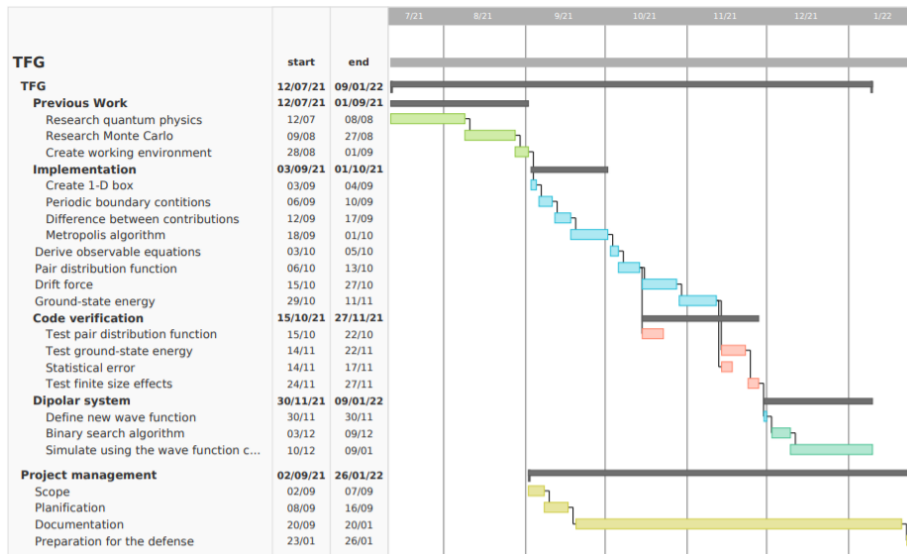 7/21 8/21 9/21 10/21 11/21 12/21 1/22
TFG start end
TFG 12/07/21 09/01/22
Previous Work 12/07/21 01/09/21
Research quantum physics 12/07 08/08
Research Monte Carlo 09/08 27/08
Create working environment 28/08 01/09
Implementation 03/09/21 01/10/21
Create 1-D box 03/09 04/09
Periodic boundary contitions 06/09 10/09
Difference between contributions 12/09 17/09
Metropolis algorithm 18/09 01/10
Derive observable equations 03/10 05/10
Pair distribution function 06/10 13/10
Drift force 15/10 27/10
Ground-state energy 29/10 11/11
Code verification 15/10/21 27/11/21
Test pair distribution function 15/10 22/10
Test ground-state energy 14/11 22/11
Statistical error 14/11 17/11
Test finite size effects 24/11 27/11
Dipolar system 30/11/21 09/01/22
Define new wave function 30/11 30/11
Binary search algorithm 03/12 09/12
Simulate using the wave function c... 10/12 09/01
Project management 02/09/21 26/01/22
Scope 02/09 07/09
Planification 08/09 16/09
Documentation 20/09 20/01
Preparation for the defense 23/01 26/01